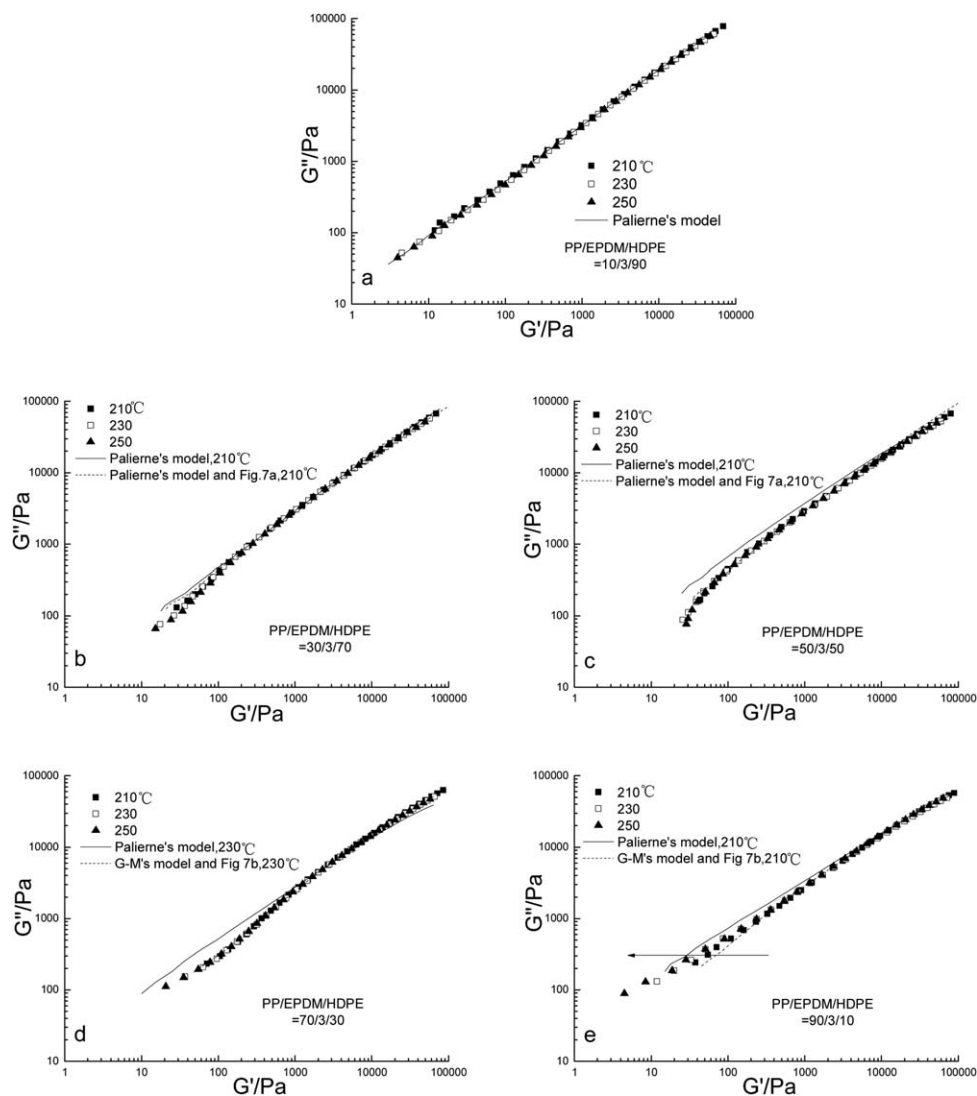 100000
10000
1000
100
10
G''/Pa
210℃
230
250
Palierne's model
PP/EPDM/HDPE
=10/3/90
a
1 10 100 1000 10000 100000
G'/Pa
100000
10000
1000
100
10
G''/Pa
210℃
230
250
Palierne's model,210℃
Palierne's model and Fig.7a,210℃
PP/EPDM/HDPE
=30/3/70
b
1 10 100 1000 10000 100000
G'/Pa
100000
10000
1000
100
10
G''/Pa
210℃
230
250
Palierne's model,210℃
Palierne's model and Fig 7a,210℃
PP/EPDM/HDPE
=50/3/50
c
1 10 100 1000 10000 100000
G'/Pa
100000
10000
1000
100
10
G''/Pa
210℃
230
250
Palierne's model,230℃
G-M's model and Fig 7b,230℃
PP/EPDM/HDPE
=70/3/30
d
1 10 100 1000 10000 100000
G'/Pa
100000
10000
1000
100
10
G''/Pa
210℃
230
250
Palierne's model,210℃
G-M's model and Fig 7b,210℃
PP/EPDM/HDPE
=90/3/10
e
1 10 100 1000 10000 100000
G'/Pa